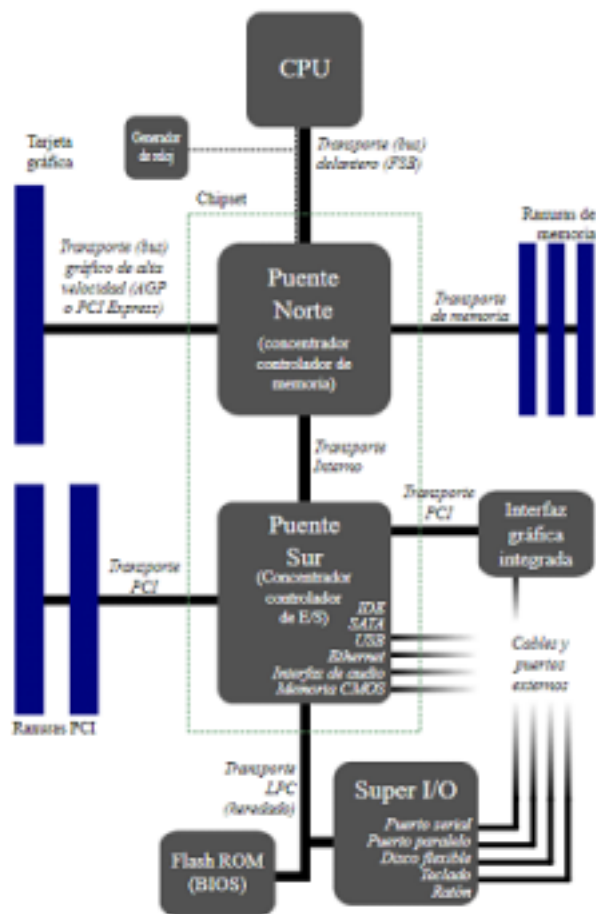 CPU
Generador
de reloj
Transporte (bus)
delantero (FSB)
Tarjeta
gráfica
Chipset
Transporte (bus)
gráfico de alta
velocidad (AGP
o PCI Express)
Puente
Norte
(concentrador
controlador de
memoria)
Ranuras de
memoria
Transporte
de memoria
Transporte
Interno
Transporte
PCI
Puente
Sur
(Concentrador
controlador
de E/S)
IDE
SATA
USB
Ethernet
Interfaz de audio
Memoria CMOS
Transporte
PCI
Interfaz
gráfica
integrada
Cables y
puertos
externos
Ranuras PCI
Transporte
LPC
(heredado)
Super I/O
Puerto serial
Puerto paralelo
Disco flexible
Teclado
Ratón
Flash ROM
(BIOS)